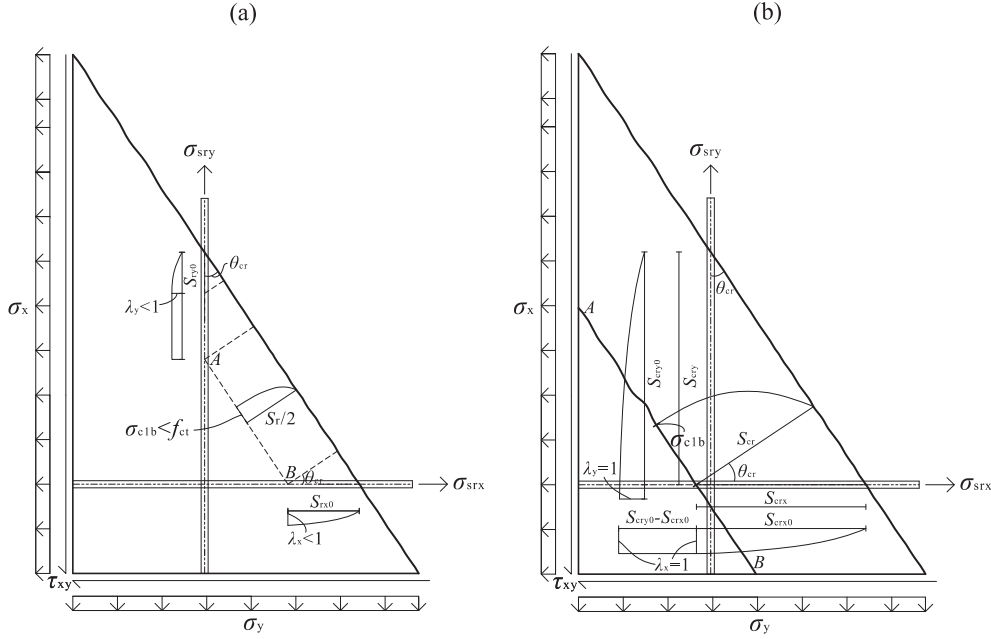 (a)
σsry
θcr
Sry0
λy<1
σx
A
σc1b<fct
Sr/2
B
θcr
σsrx
Srx0
λx<1
τxy
σy
(b)
σsry
θcr
σx
A
Scry0
Scry
σc1b
Scr
λy=1
θcr
σsrx
Scrx
Scry0-Scrx0
Scrx0
λx=1
B
τxy
σy